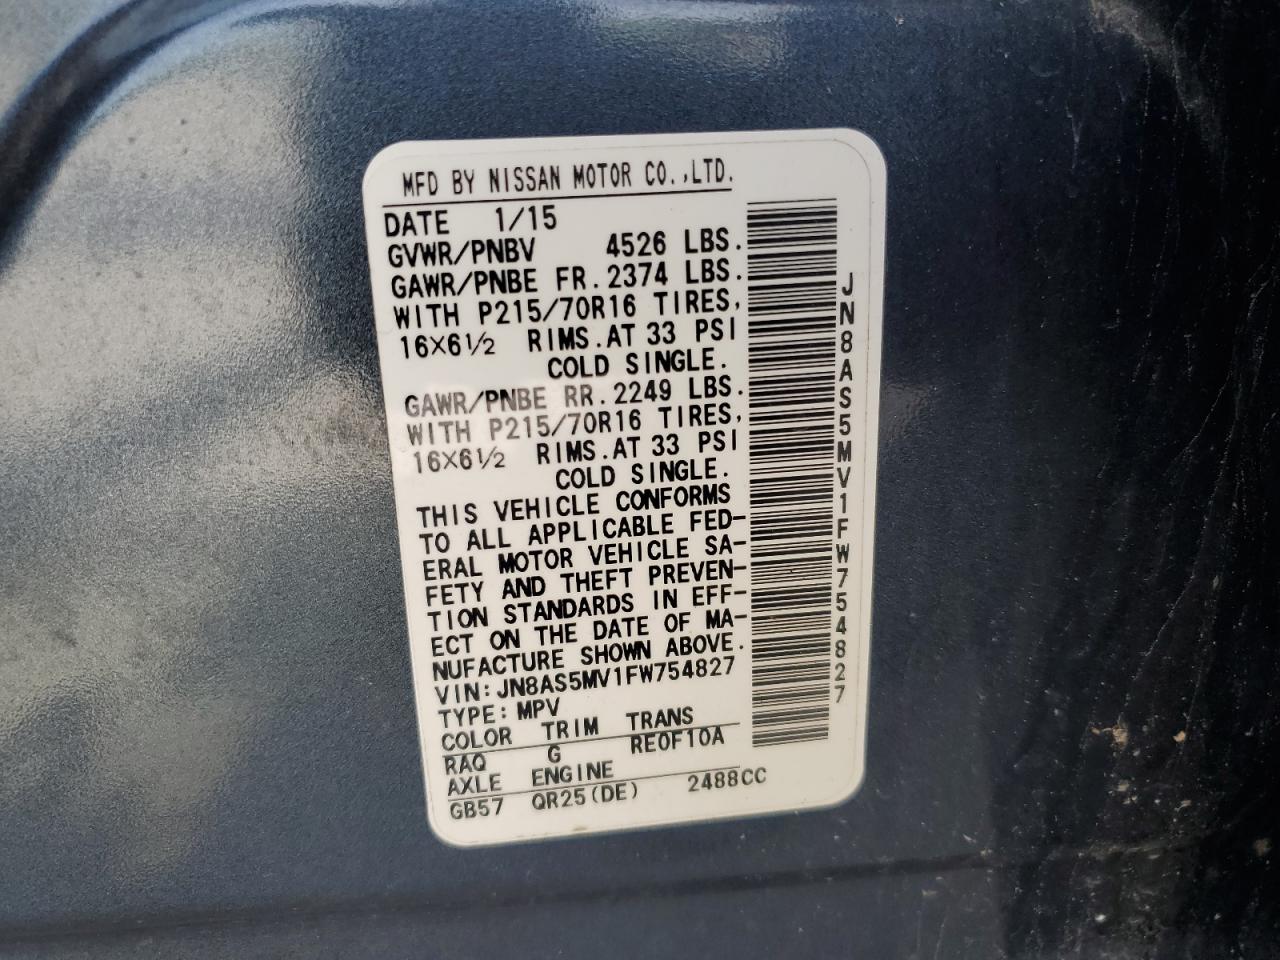 MFD BY NISSAN MOTOR CO.,LTD.
DATE 1/15
GVWR/PNBV 4526 LBS.
GAWR/PNBE FR.2374 LBS.
WITH P215/70R16 TIRES,
16X6½ RIMS.AT 33 PSI
COLD SINGLE.
GAWR/PNBE RR.2249 LBS.
WITH P215/70R16 TIRES,
16X6½ RIMS.AT 33 PSI
COLD SINGLE.
THIS VEHICLE CONFORMS
TO ALL APPLICABLE FED-
ERAL MOTOR VEHICLE SA-
FETY AND THEFT PREVEN-
TION STANDARDS IN EFF-
ECT ON THE DATE OF MA-
NUFACTURE SHOWN ABOVE.
VIN:JN8AS5MV1FW754827
TYPE:MPV
COLOR TRIM TRANS
RAQ G RE0F10A
AXLE ENGINE
GB57 QR25(DE) 2488CC
JN8AS5MV1FW754827